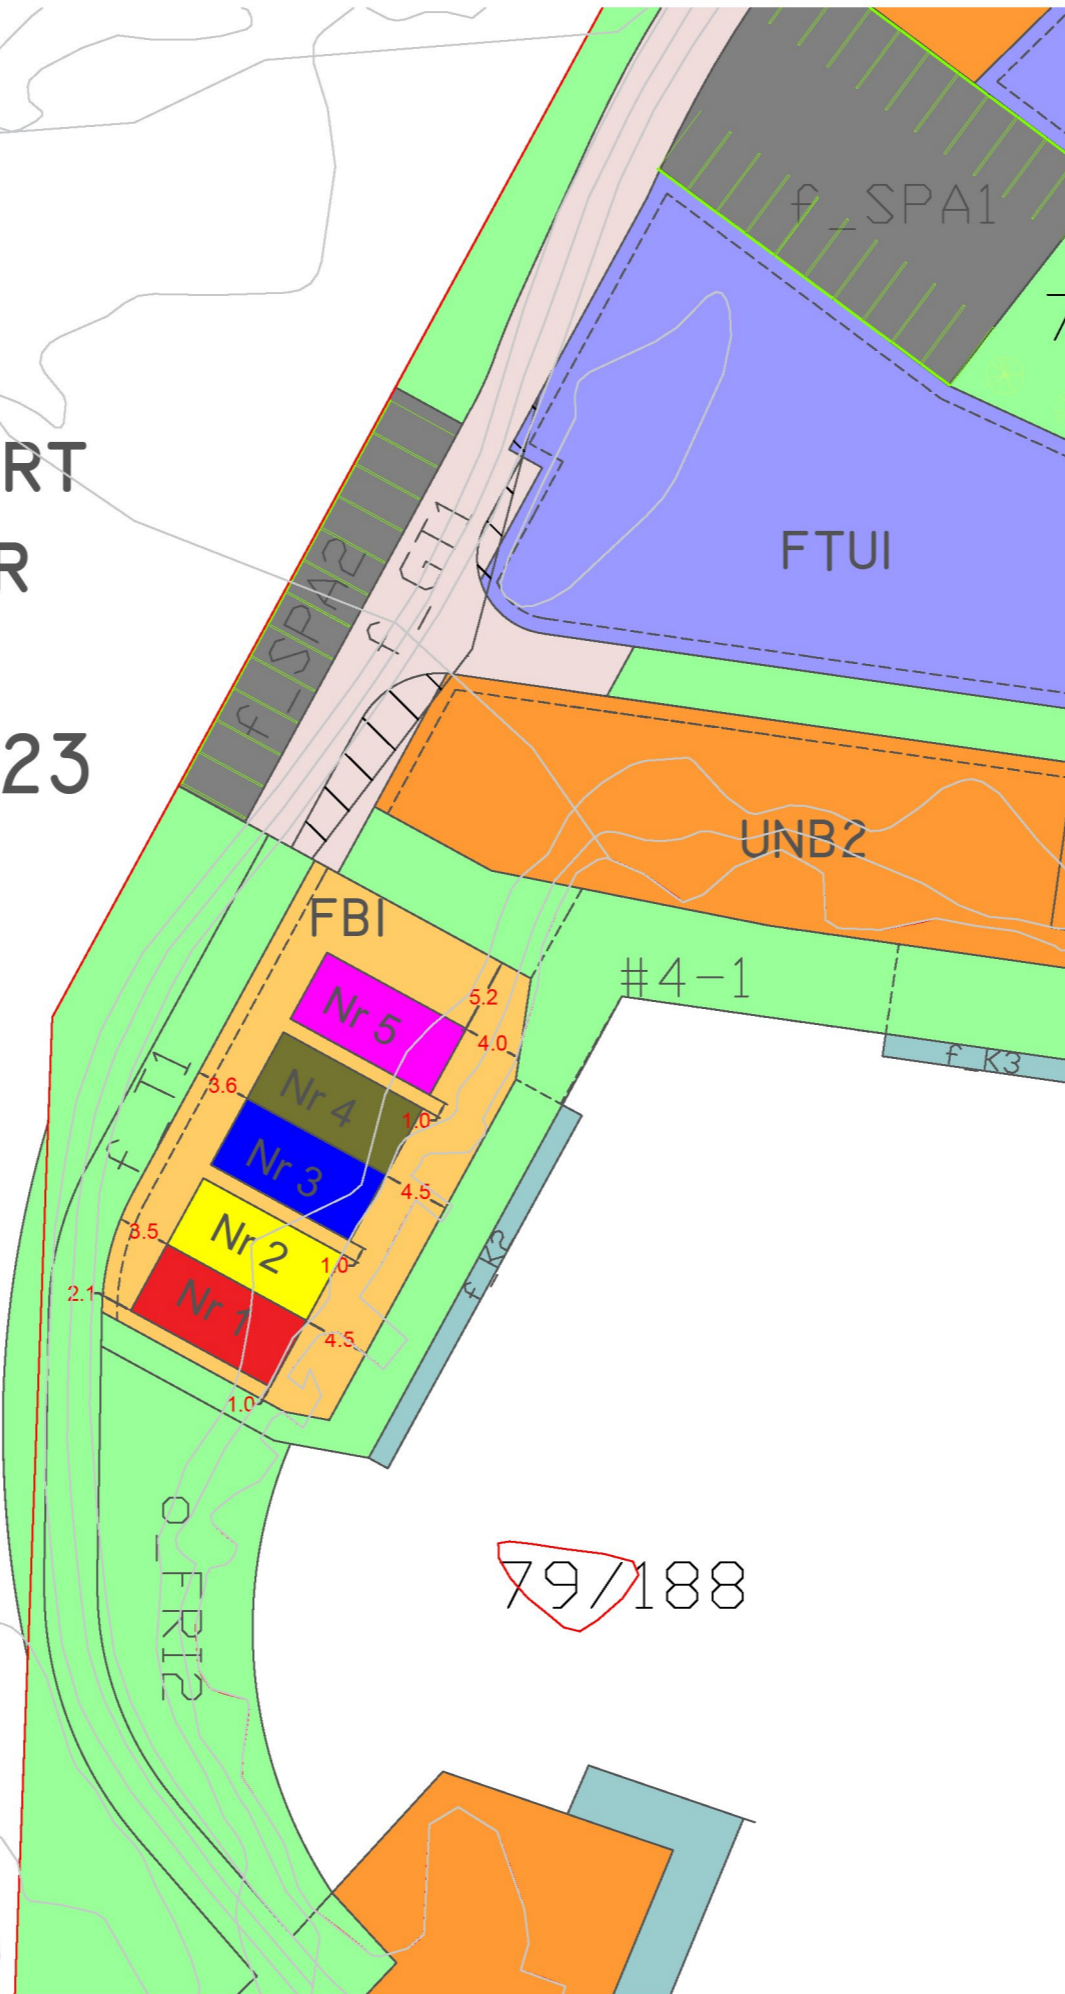 f_SPA1
7
RT
R
FTUI
f_GT1
f_SPA2
23
UNB2
FBI
#4-1
5.2
Nr 5
4.0
f_K3
3.6
Nr 4
1.0
f_T1
Nr 3
4.5
3.5
Nr 2
f_K2
1.0
2.1
Nr 1
4.5
1.0
O_FRI2
797/188